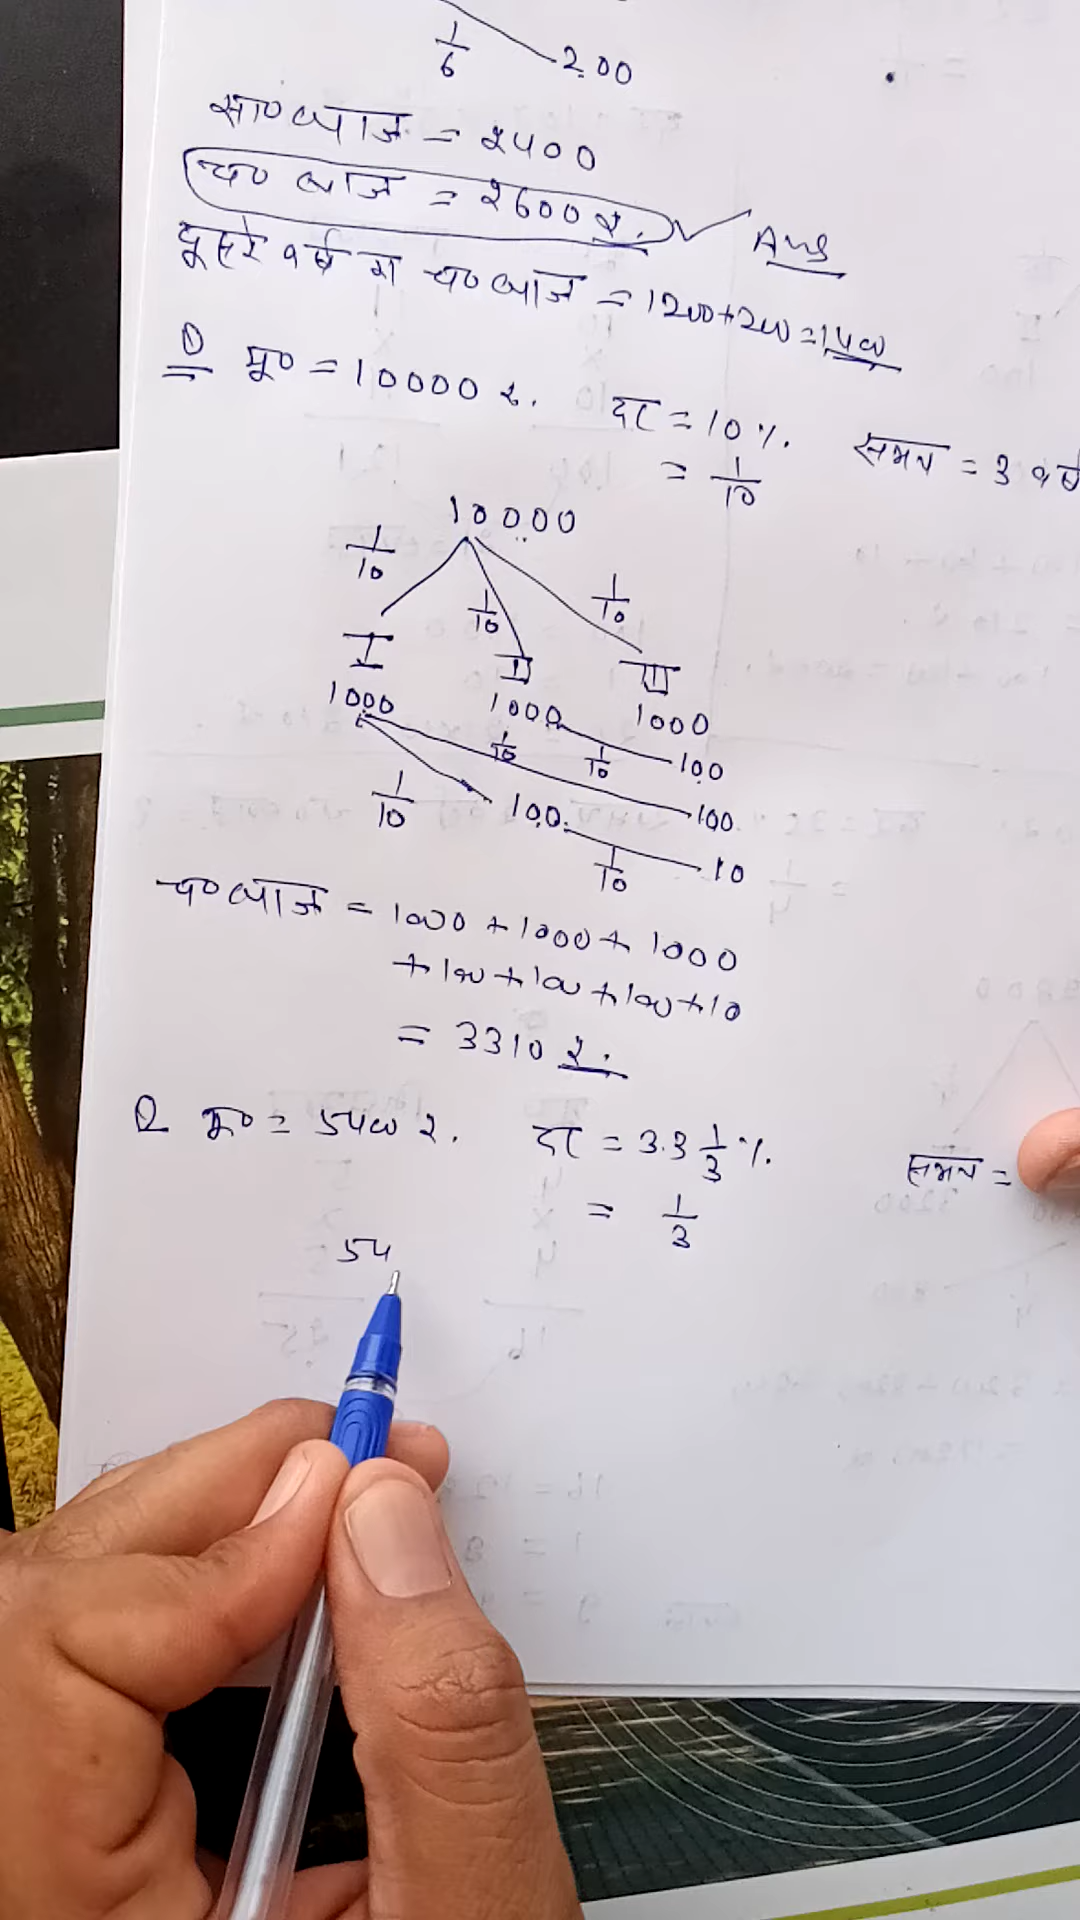 1/6 200
सा० ब्याज = 2400
च० ब्याज = 2600 रु. Ans
दूसरे वर्ष का च० ब्याज = 1200+200=1400
Q मू० = 10000 रु. दर = 10 %. समय = 3 वर्ष
= 1/10
10000
1/10 1/10 1/10
I II III
1000 1000 1000
1/10 1/10 100
1/10 100 100
1/10 10
च० ब्याज = 1000 + 1000 + 1000
+ 100 + 100 + 100 + 10
= 3310 रु.
Q मू० = 5400 रु. दर = 33 1/3 %. समय =
= 1/3
54